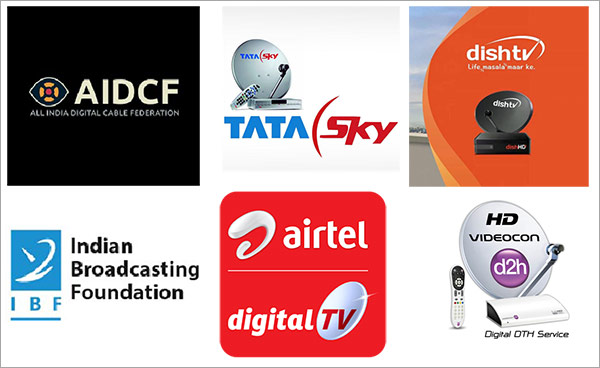 AIDCF
ALL INDIA DIGITAL CABLE FEDERATION
TATA Sky
TATA Sky
dishtv
Life masala maar ke.
dishtv
dishHD
IBF
Indian
Broadcasting
Foundation
airtel
digital TV
HD
VIDEOCON
d2h
Digital DTH Service